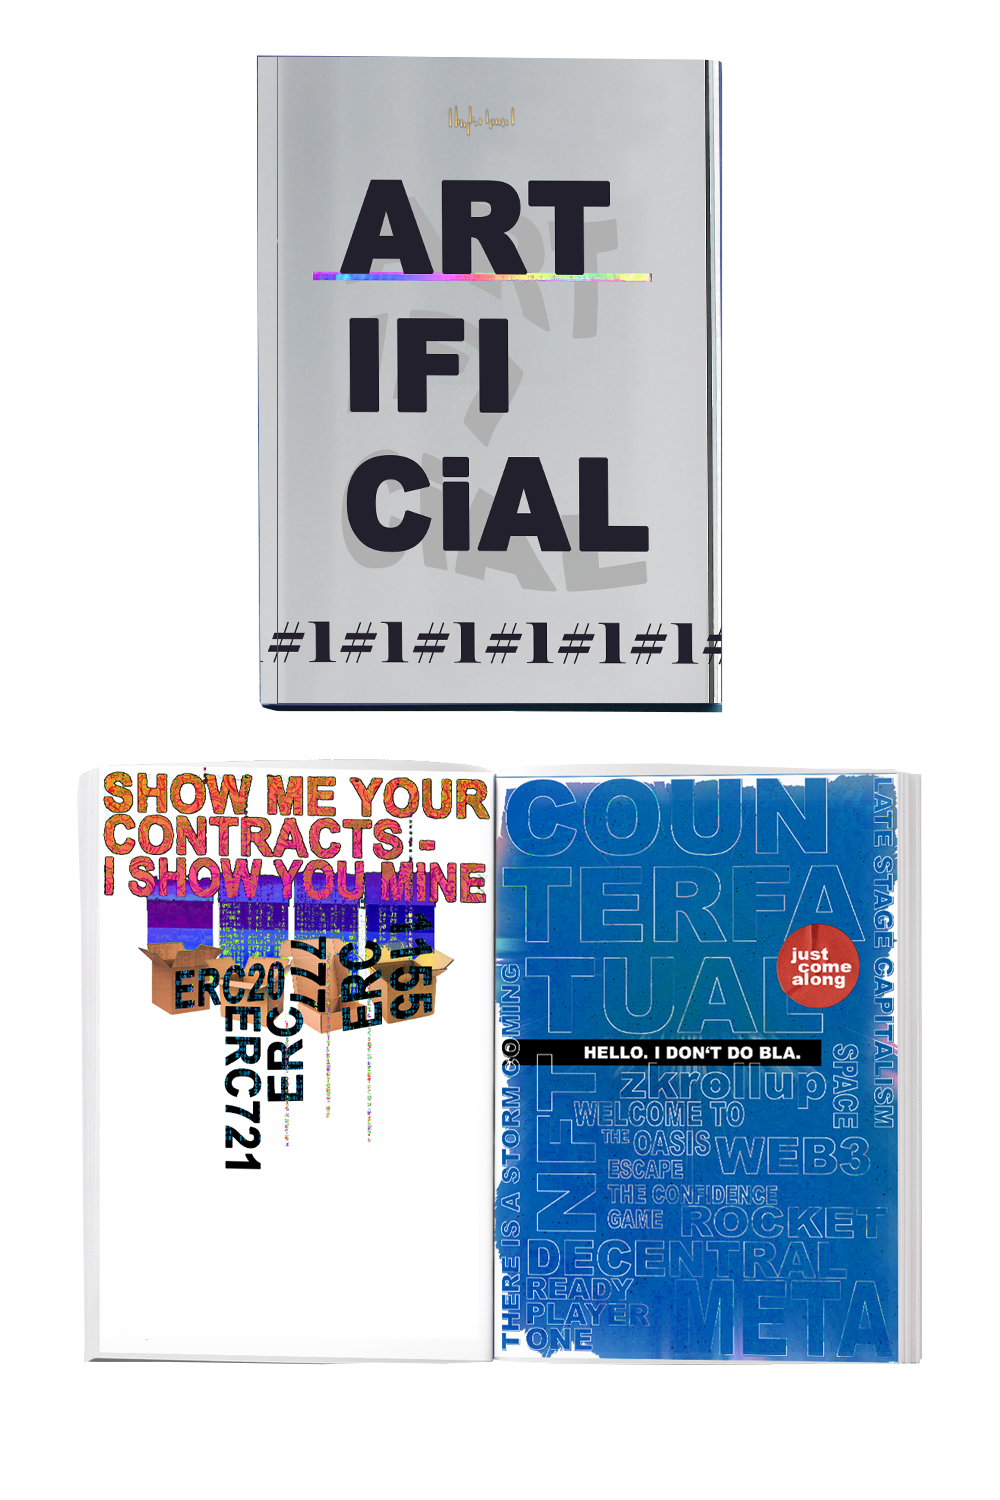 ART
IFI
CiAL
#1#1#1#1#1#1#
SHOW ME YOUR
CONTRACTS -
I SHOW YOU MINE
ERC20
ERC721
ERC777
ERC
1155
COUN
TERFA
TUAL
LATE STAGE CAPITALISM
just
come
along
HELLO. I DON'T DO BLA.
THERE IS A STORM COMING
NFT
zkrollup
SPACE
WELCOME TO
THE OASIS
ESCAPE
WEB3
THE CONFIDENCE
GAME
ROCKET
DECENTRAL
READY
PLAYER
ONE
META